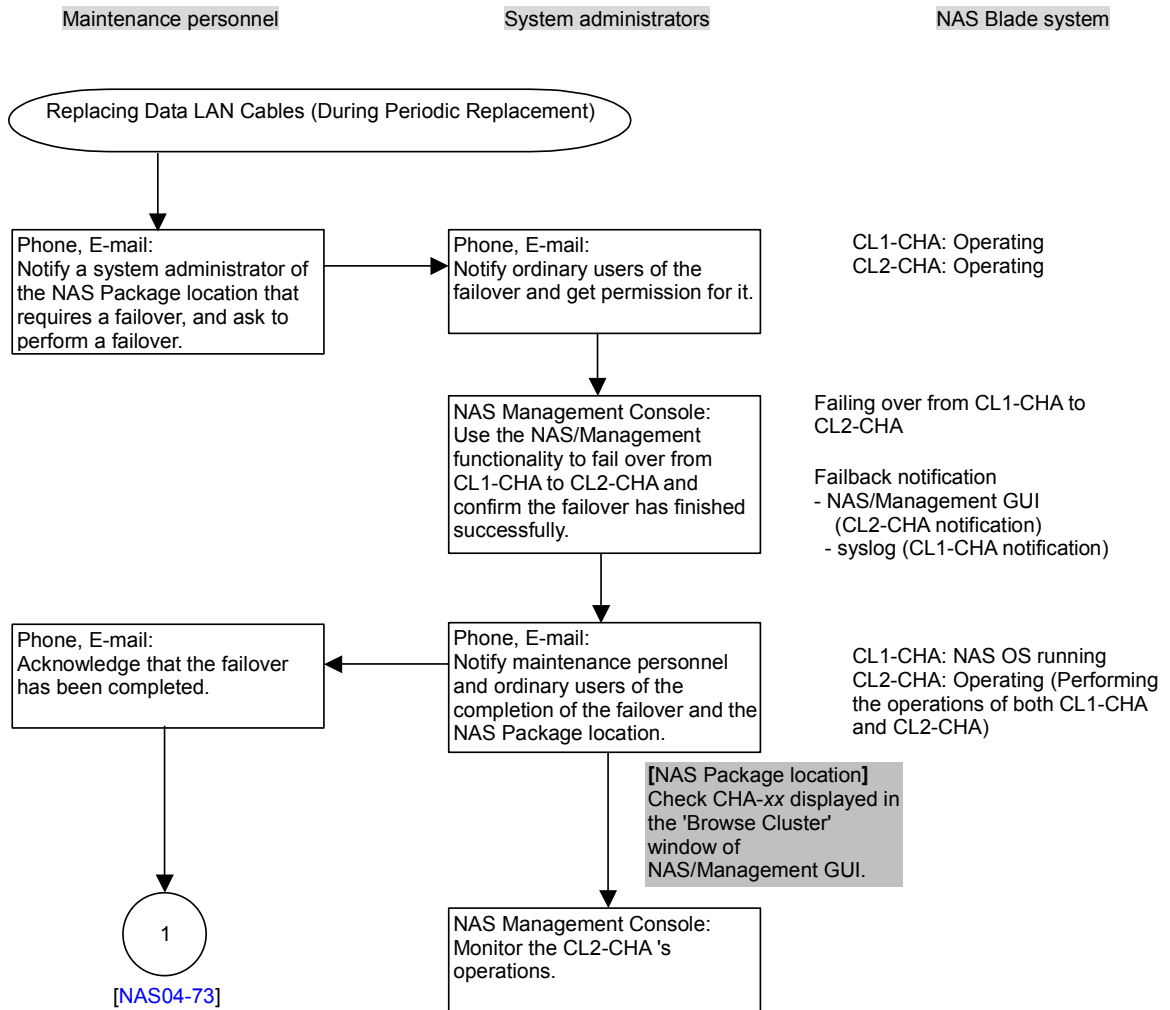 Maintenance personnel
System administrators
NAS Blade system
Replacing Data LAN Cables (During Periodic Replacement)
Phone, E-mail:
Notify a system administrator of
the NAS Package location that
requires a failover, and ask to
perform a failover.
Phone, E-mail:
Notify ordinary users of the
failover and get permission for it.
CL1-CHA: Operating
CL2-CHA: Operating
NAS Management Console:
Use the NAS/Management
functionality to fail over from
CL1-CHA to CL2-CHA and
confirm the failover has finished
successfully.
Failing over from CL1-CHA to
CL2-CHA
Failback notification
- NAS/Management GUI
(CL2-CHA notification)
- syslog (CL1-CHA notification)
Phone, E-mail:
Acknowledge that the failover
has been completed.
Phone, E-mail:
Notify maintenance personnel
and ordinary users of the
completion of the failover and the
NAS Package location.
CL1-CHA: NAS OS running
CL2-CHA: Operating (Performing
the operations of both CL1-CHA
and CL2-CHA)
[NAS Package location]
Check CHA-xx displayed in
the 'Browse Cluster'
window of
NAS/Management GUI.
1
[NAS04-73]
NAS Management Console:
Monitor the CL2-CHA 's
operations.